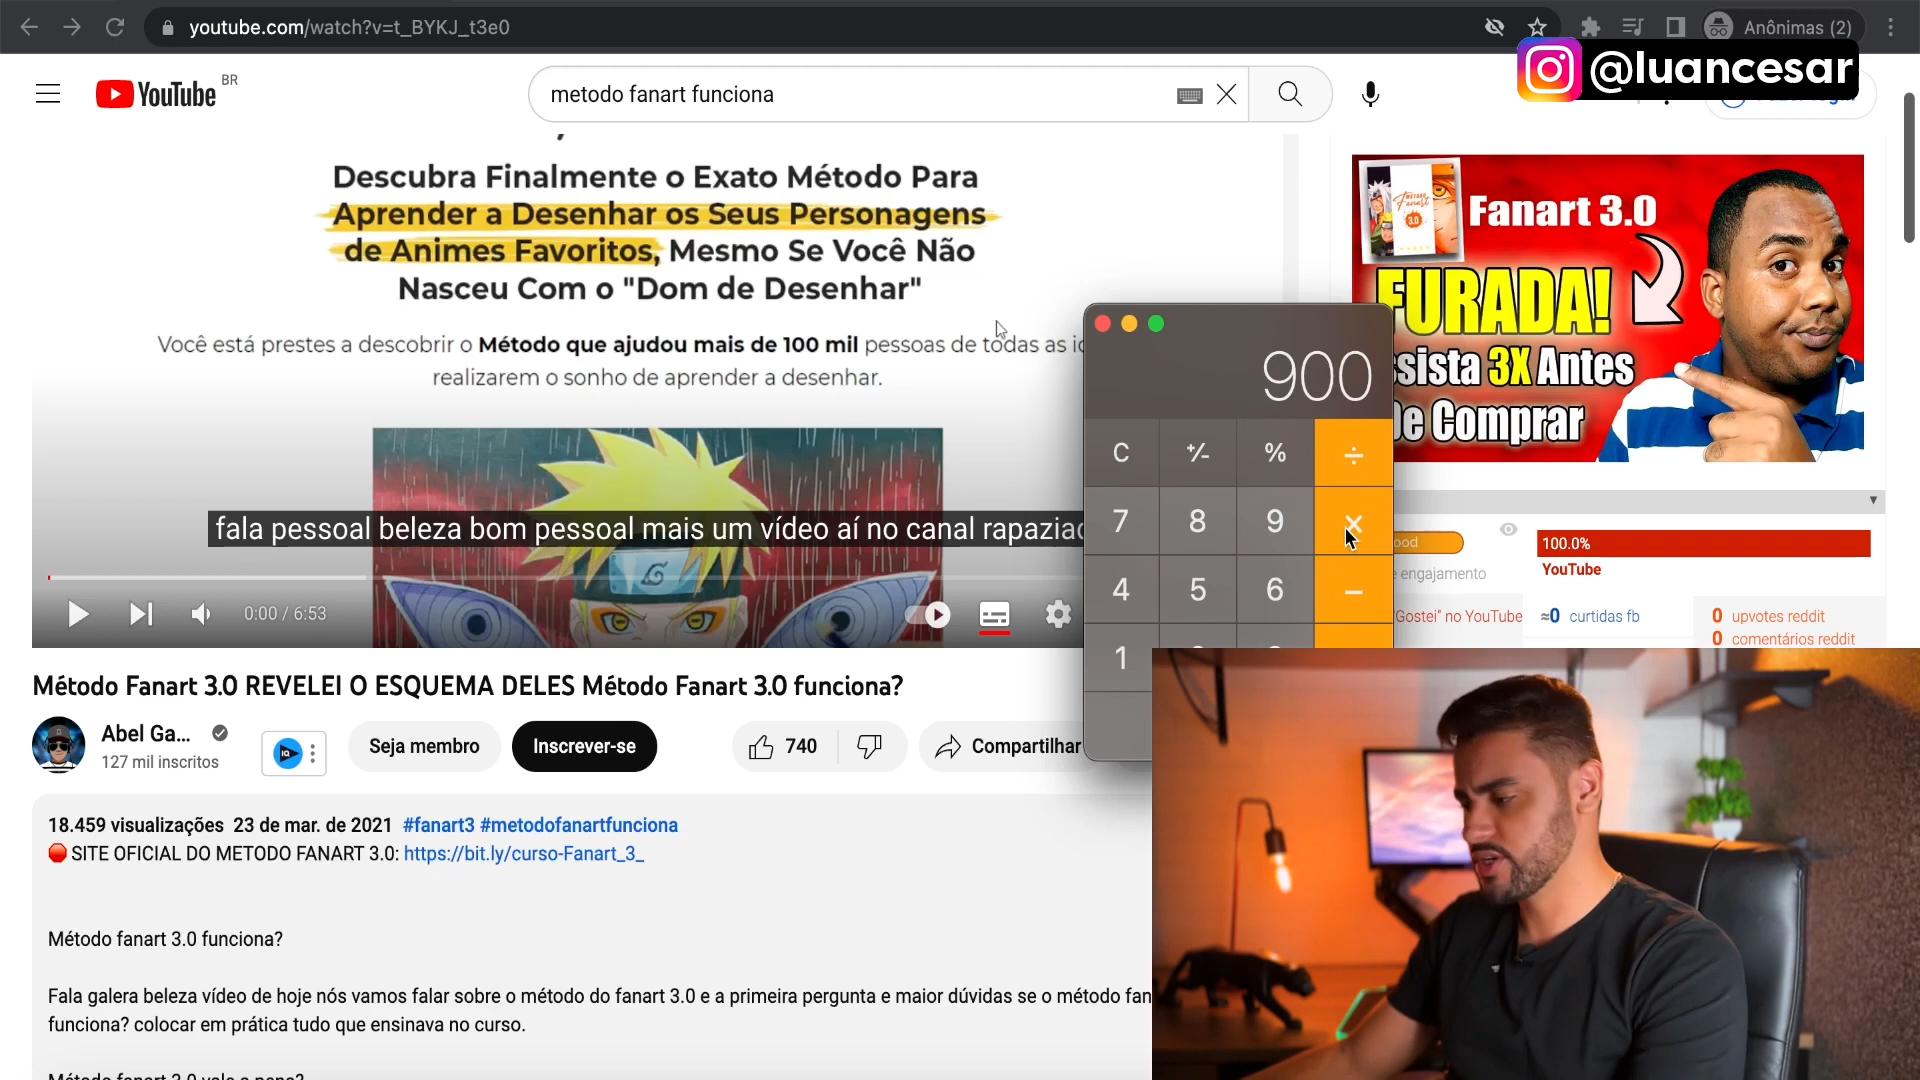 youtube.com/watch?v=t_BYKJ_t3e0
Anônimas (2)
@luancesar
YouTube BR
metodo fanart funciona
Descubra Finalmente o Exato Método Para
Aprender a Desenhar os Seus Personagens
de Animes Favoritos, Mesmo Se Você Não
Nasceu Com o "Dom de Desenhar"
Você está prestes a descobrir o Método que ajudou mais de 100 mil pessoas de todas as
realizarem o sonho de aprender a desenhar.
fala pessoal beleza bom pessoal mais um vídeo aí no canal
0:00 / 6:53
Fanart 3.0
FURADA!
3X Antes
Comprar
900
C +/- % ÷
7 8 9 ×
4 5 6 −
1
100.0%
YouTube
engajamento
"Gostei" no YouTube
≈0 curtidas fb
0 upvotes reddit
0 comentários reddit
Método Fanart 3.0 REVELEI O ESQUEMA DELES Método Fanart 3.0 funciona?
Abel Ga...
127 mil inscritos
IQ
Seja membro
Inscrever-se
740
Compartilhar
18.459 visualizações 23 de mar. de 2021 #fanart3 #metodofanartfunciona
SITE OFICIAL DO METODO FANART 3.0: https://bit.ly/curso-Fanart_3_
Método fanart 3.0 funciona?
Fala galera beleza vídeo de hoje nós vamos falar sobre o método do fanart 3.0 e a primeira pergunta e maior dúvidas se o método
funciona? colocar em prática tudo que ensinava no curso.
Método fanart 3.0 vale a pena?